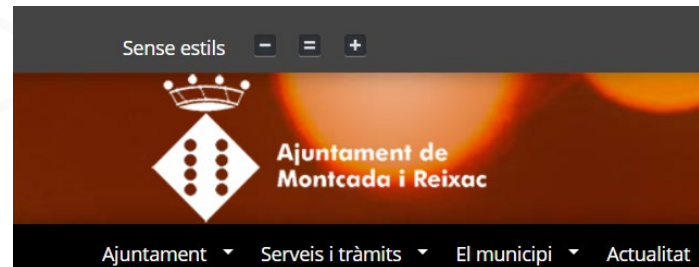 Sense estils - = +
Ajuntament de
Montcada i Reixac
Ajuntament Serveis i tràmits El municipi Actualitat